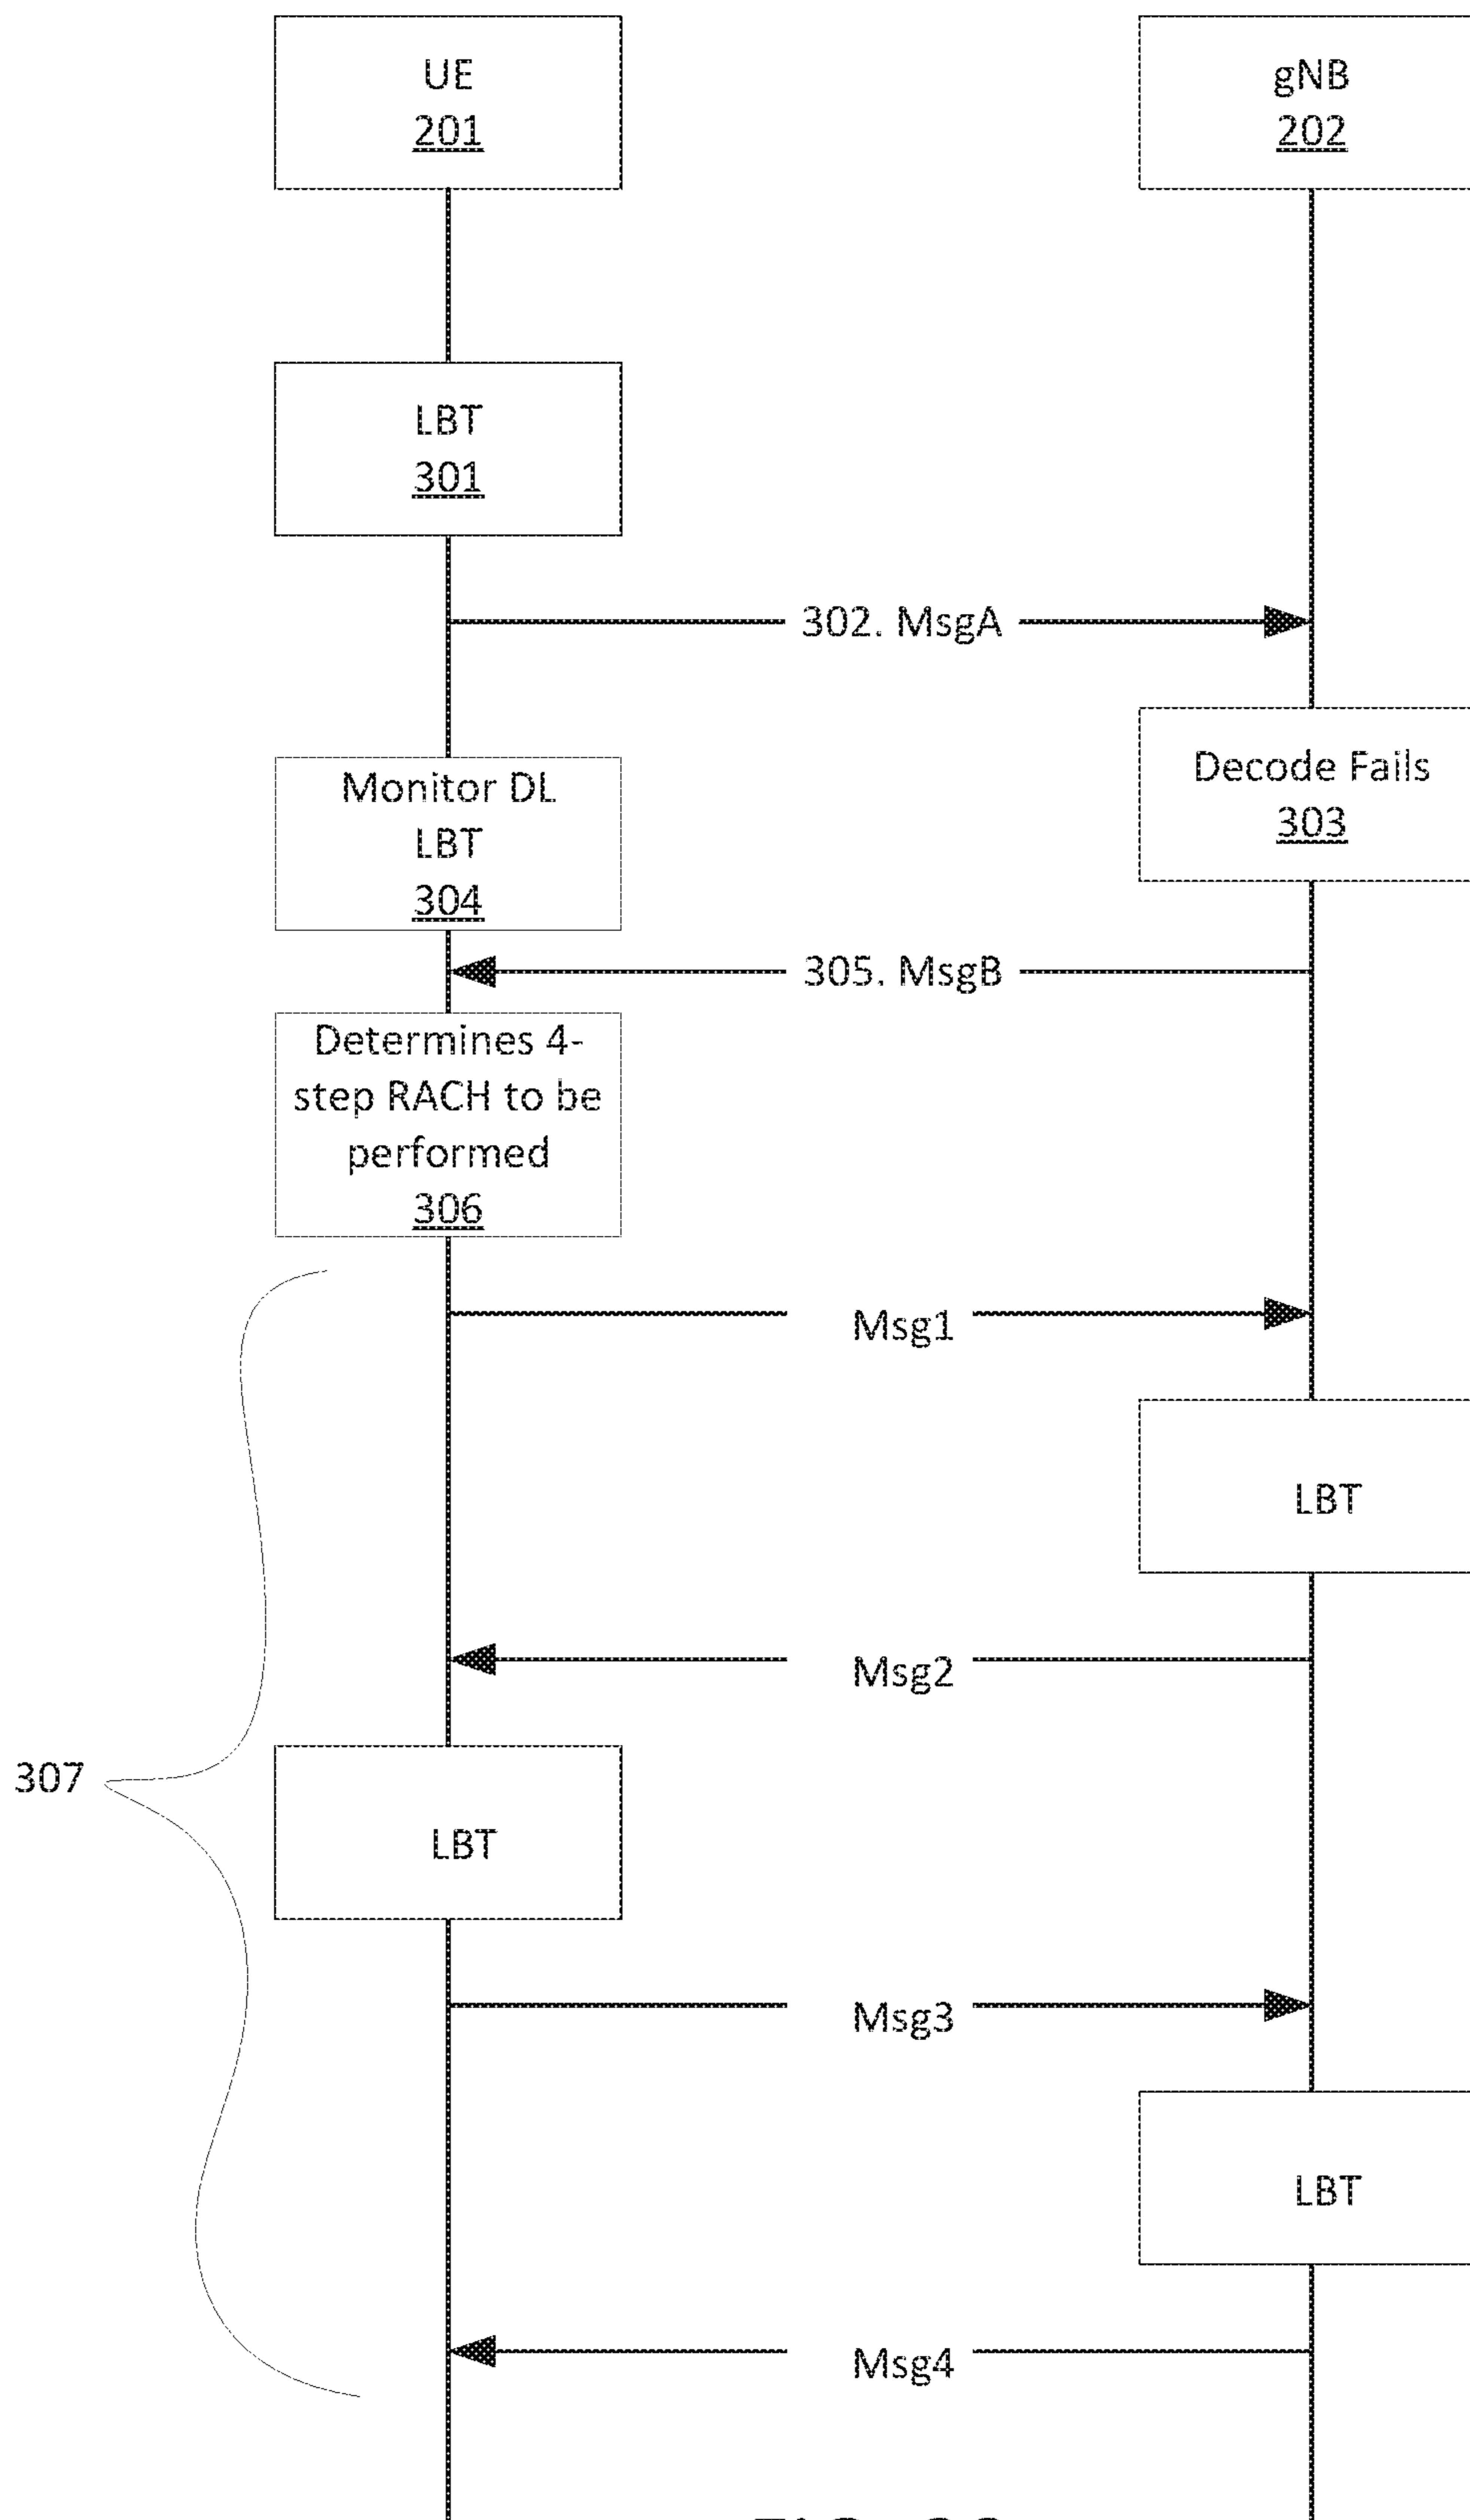 UE
201
gNB
202
LBT
301
302. MsgA
Decode Fails
303
Monitor DL
LBT
304
305. MsgB
Determines 4-
step RACH to be
performed
306
Msg1
LBT
Msg2
307
LBT
Msg3
LBT
Msg4